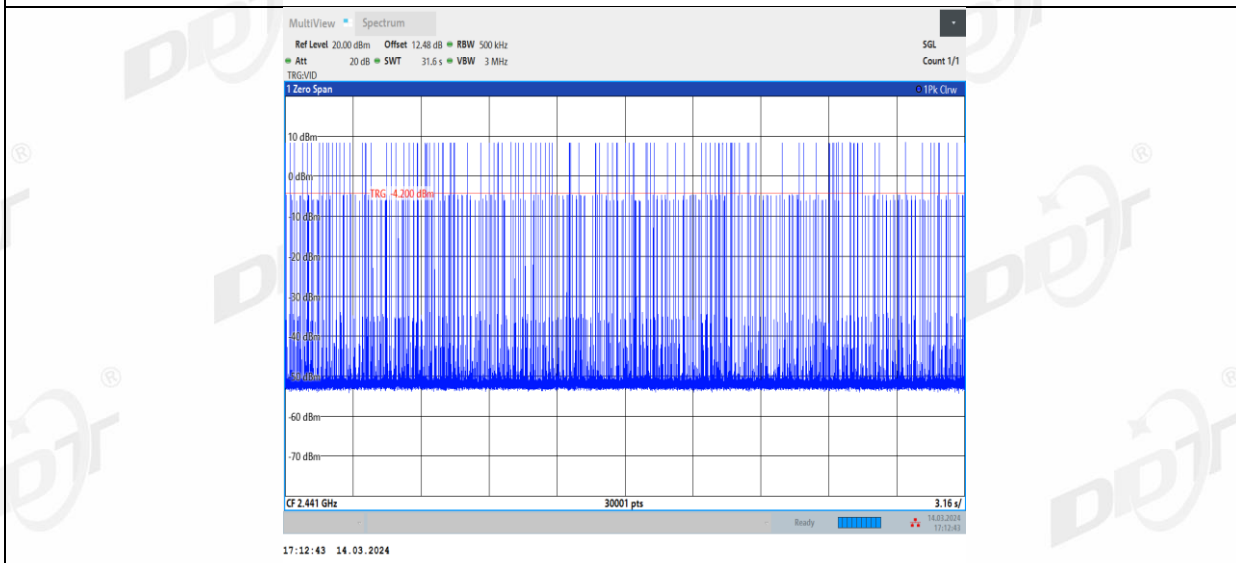 MultiView Spectrum
Ref Level 20.00 dBm Offset 12.48 dB RBW 500 kHz SGL
Att 20 dB SWT 31.6 s VBW 3 MHz Count 1/1
TRG:VID
1 Zero Span 1Pk Clrw
10 dBm
0 dBm
TRG -4.200 dBm
-10 dBm
-20 dBm
-30 dBm
-40 dBm
-50 dBm
-60 dBm
-70 dBm
CF 2.441 GHz 30001 pts 3.16 s/
Ready 14.03.2024
17:12:43
17:12:43 14.03.2024
DDT
®